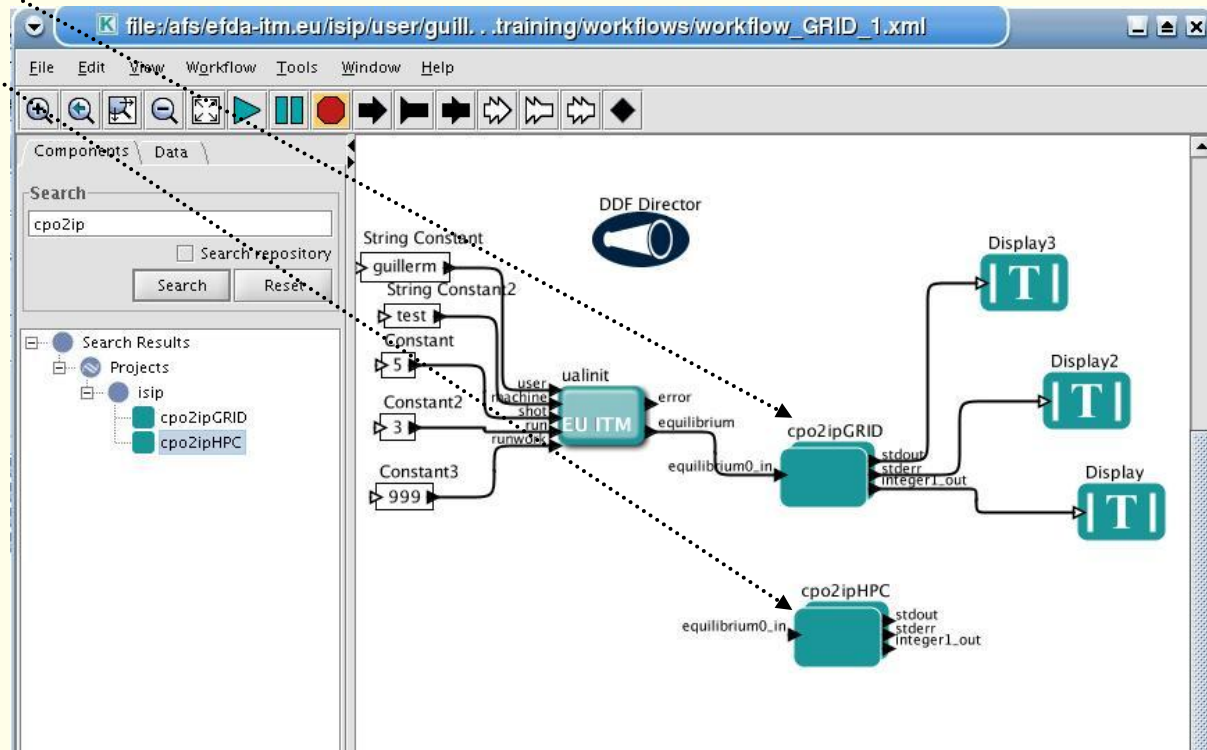 file:/afs/efda-itm.eu/isip/user/guill. . .training/workflows/workflow_GRID_1.xml
File Edit View Workflow Tools Window Help
Components Data
Search
cpo2ip
Search repository
Search Reset
Search Results
Projects
isip
cpo2ipGRID
cpo2ipHPC
DDF Director
String Constant
guillerm
String Constant2
test
Constant
5
Constant2
3
Constant3
999
ualinit
user
machine
shot
run
runwork
EU ITM
error
equilibrium
cpo2ipGRID
equilibrium0_in
stdout
stderr
integer1_out
Display3
T
Display2
T
Display
T
cpo2ipHPC
equilibrium0_in
stdout
stderr
integer1_out